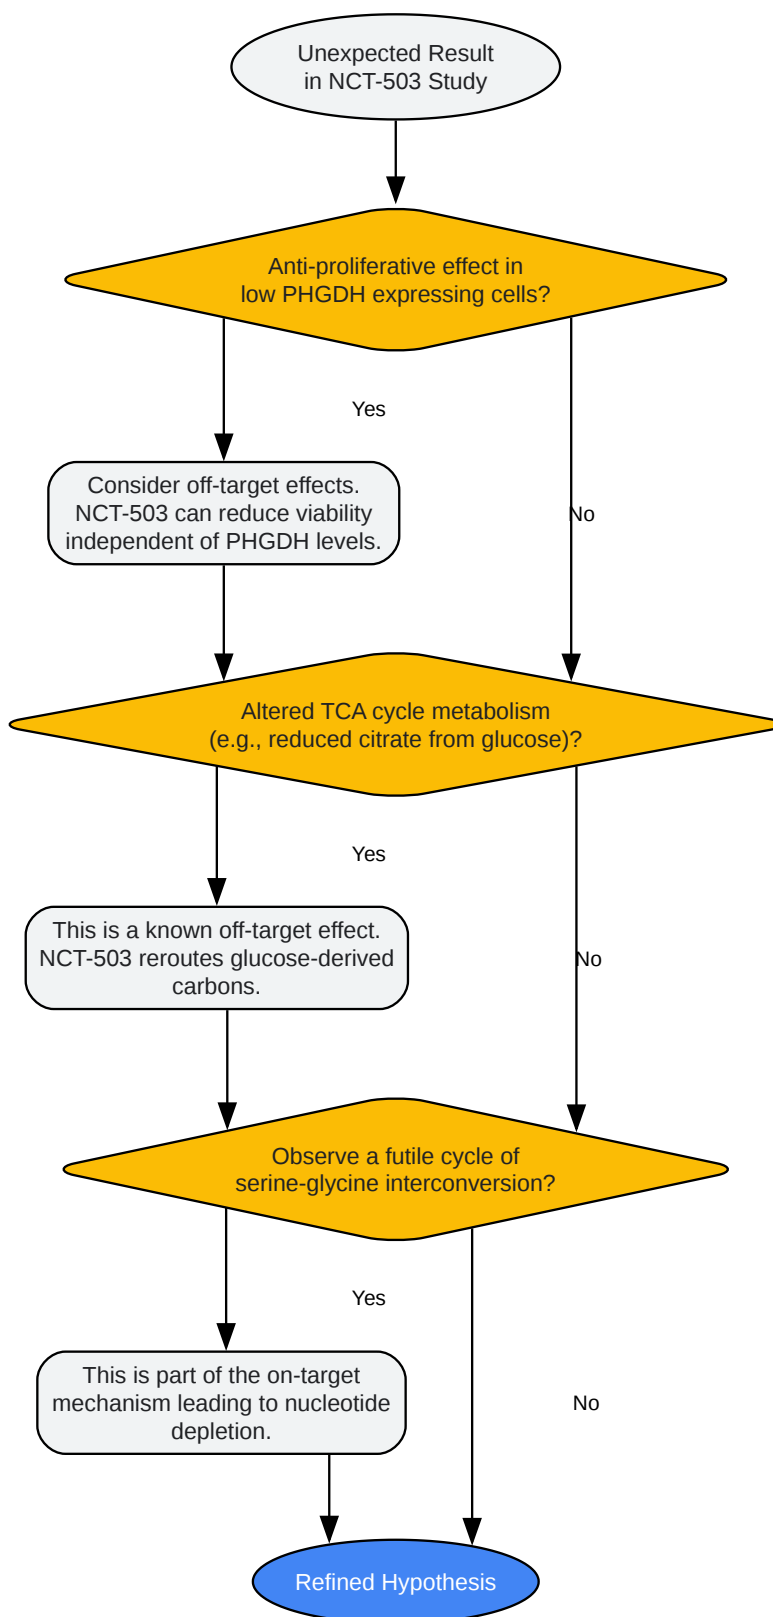 Unexpected Result
in NCT-503 Study
Anti-proliferative effect in
low PHGDH expressing cells?
Yes
Consider off-target effects.
NCT-503 can reduce viability
independent of PHGDH levels.
No
Altered TCA cycle metabolism
(e.g., reduced citrate from glucose)?
Yes
This is a known off-target effect.
NCT-503 reroutes glucose-derived
carbons.
No
Observe a futile cycle of
serine-glycine interconversion?
Yes
This is part of the on-target
mechanism leading to nucleotide
depletion.
No
Refined Hypothesis